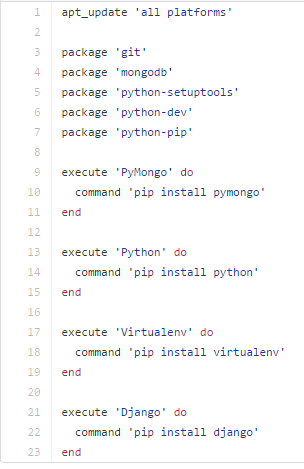 1 apt_update 'all platforms'
2
3 package 'git'
4 package 'mongodb'
5 package 'python-setuptools'
6 package 'python-dev'
7 package 'python-pip'
8
9 execute 'PyMongo' do
10   command 'pip install pymongo'
11 end
12
13 execute 'Python' do
14   command 'pip install python'
15 end
16
17 execute 'Virtualenv' do
18   command 'pip install virtualenv'
19 end
20
21 execute 'Django' do
22   command 'pip install django'
23 end